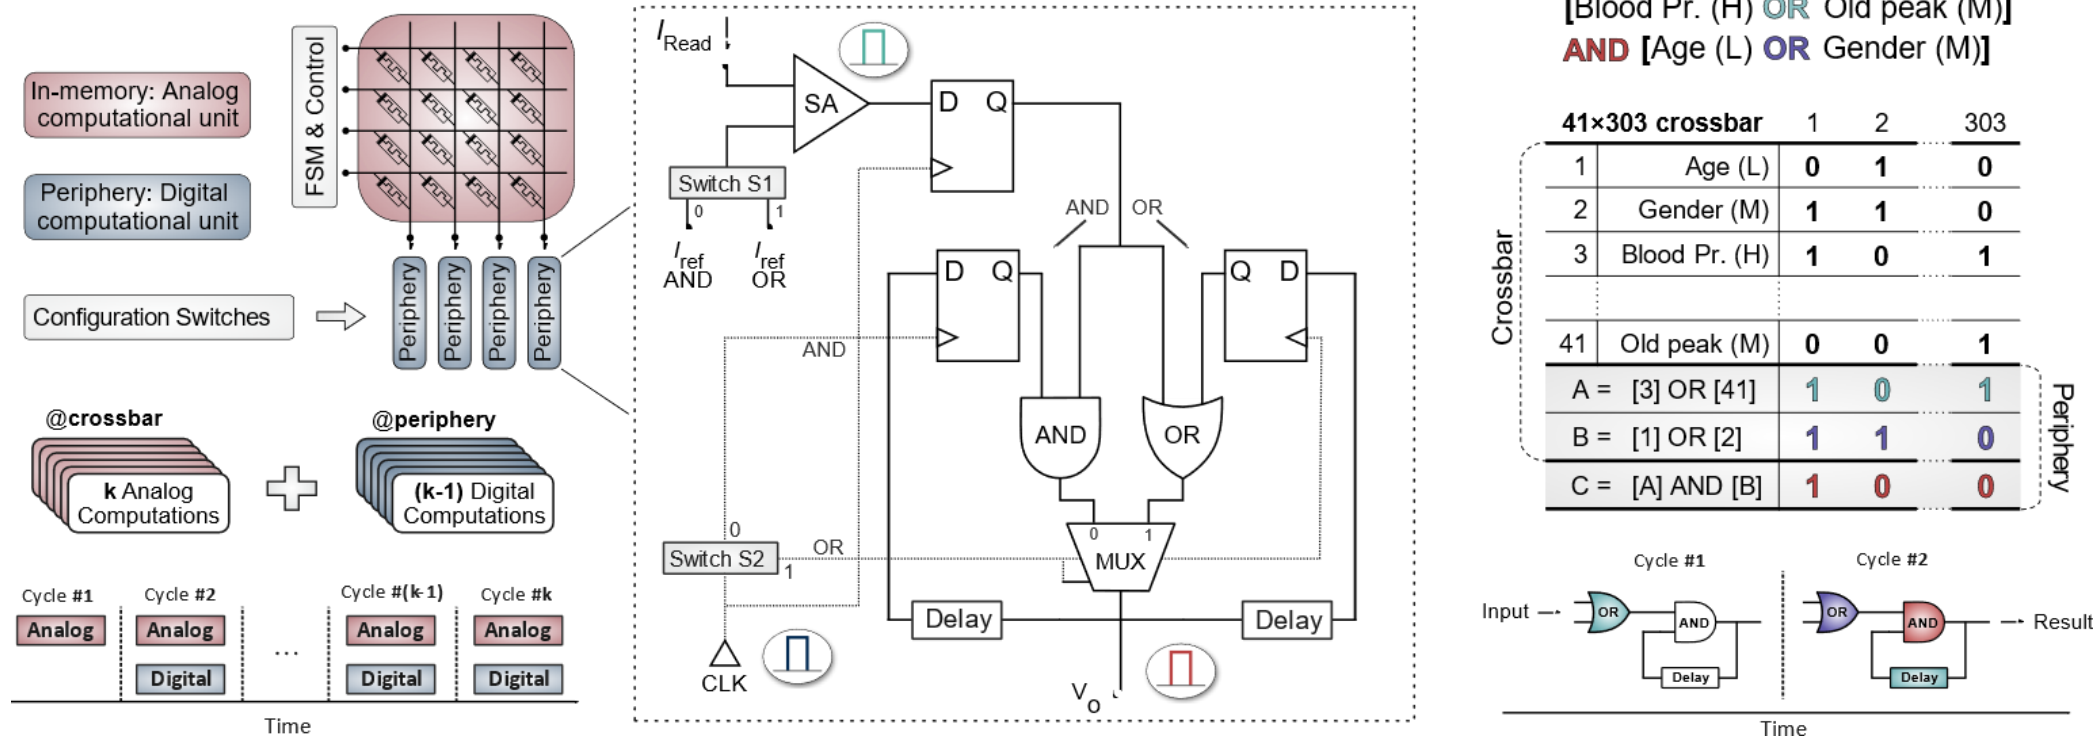 In-memory: Analog
computational unit
Periphery: Digital
computational unit
Configuration Switches
FSM & Control
Periphery
Periphery
Periphery
Periphery
@crossbar
k Analog
Computations
@periphery
(k-1) Digital
Computations
Cycle #1
Analog
Cycle #2
Analog
Digital
...
Cycle #(k-1)
Analog
Digital
Cycle #k
Analog
Digital
Time
I Read
SA
Switch S1
0 1
I ref AND
I ref OR
D Q
AND OR
D Q
Q D
AND
AND
OR
0 1
MUX
0
Switch S2
1
OR
Delay
Delay
CLK
Vo
[Blood Pr. (H) OR Old peak (M)]
AND [Age (L) OR Gender (M)]
41×303 crossbar 1 2 303
1 Age (L) 0 1 0
2 Gender (M) 1 1 0
3 Blood Pr. (H) 1 0 1
41 Old peak (M) 0 0 1
A = [3] OR [41] 1 0 1
B = [1] OR [2] 1 1 0
C = [A] AND [B] 1 0 0
Crossbar
Periphery
Cycle #1
Cycle #2
Input
OR
AND
Delay
OR
AND
Delay
Result
Time